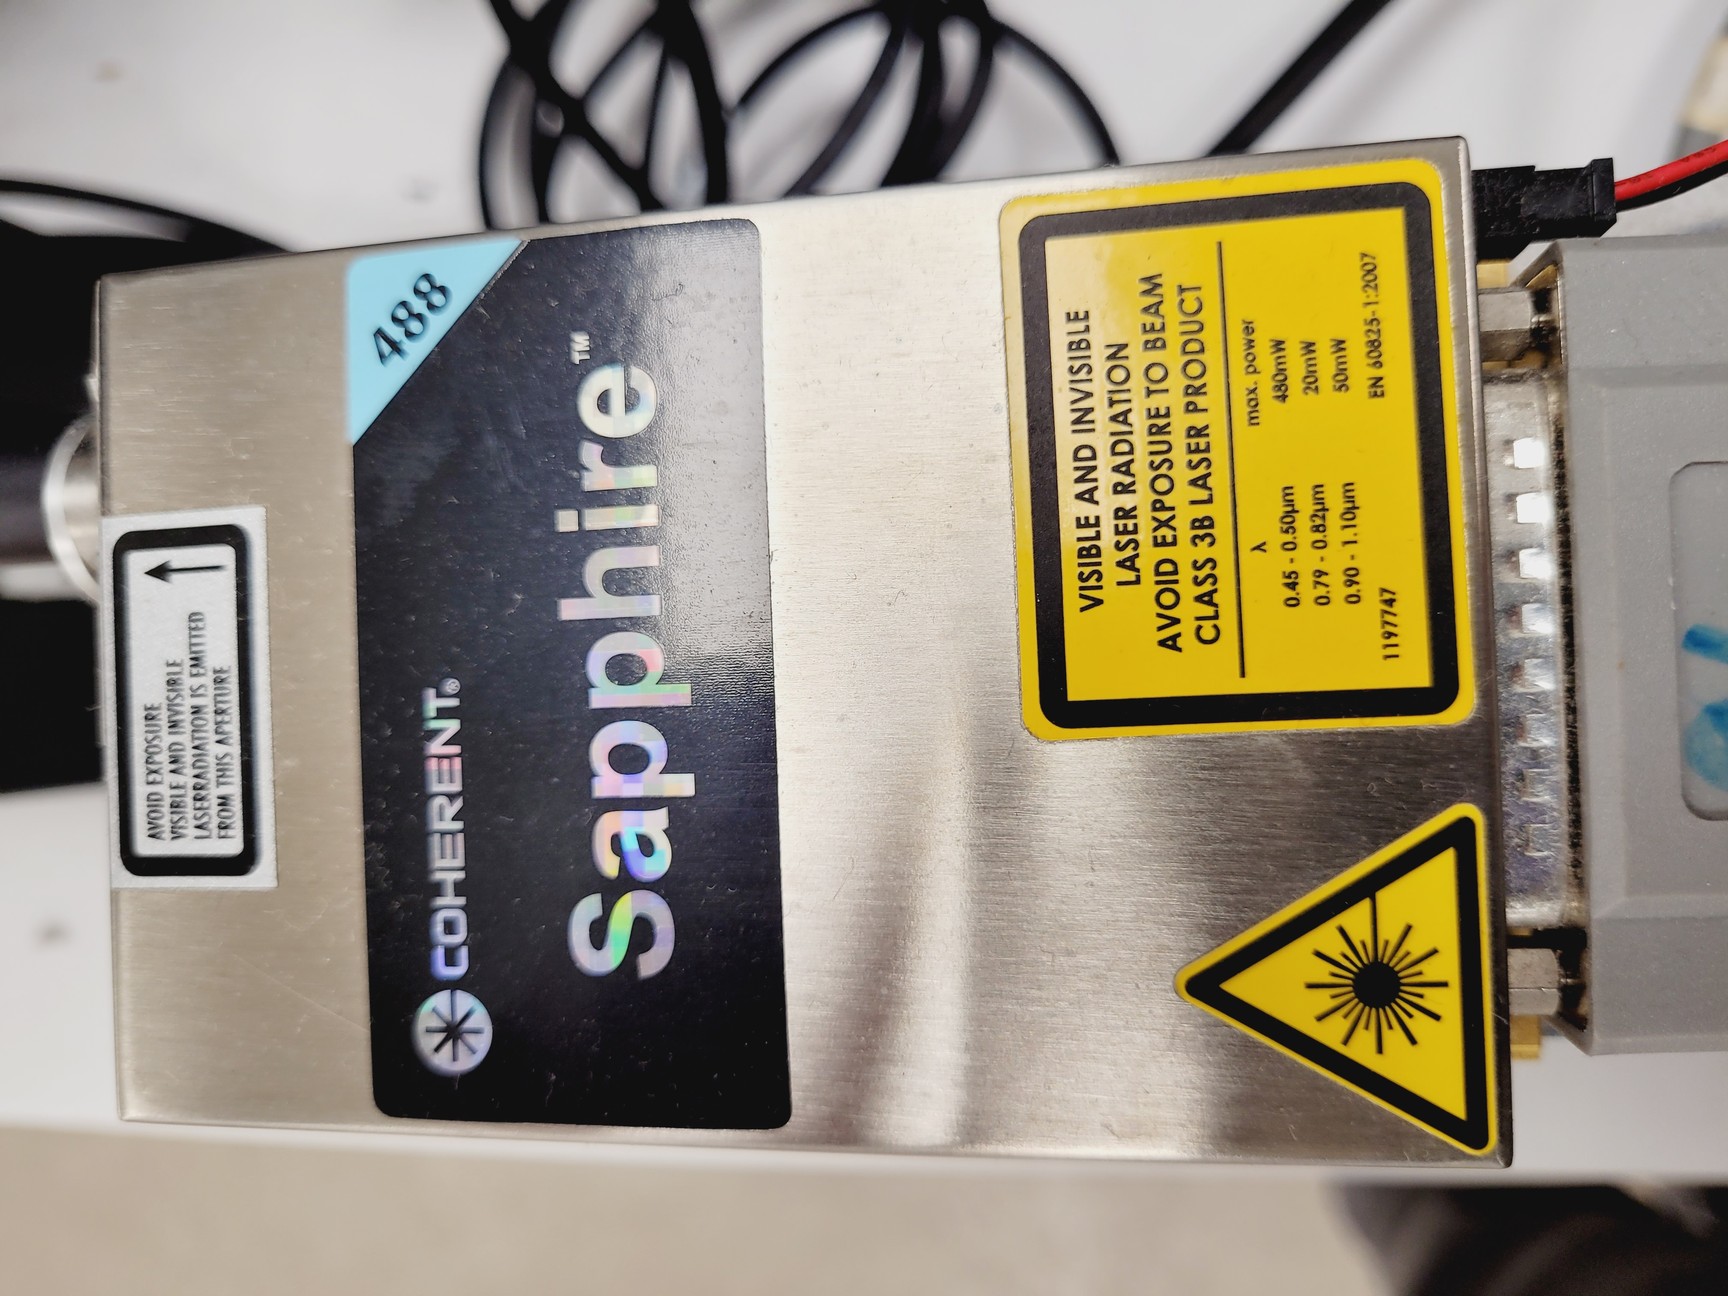 AVOID EXPOSURE
VISIBLE AND INVISIBLE
LASERRADIATION IS EMITTED
FROM THIS APERTURE
488
COHERENT®
Sapphire™
VISIBLE AND INVISIBLE
LASER RADIATION
AVOID EXPOSURE TO BEAM
CLASS 3B LASER PRODUCT
λ max. power
0.45 - 0.50µm 480mW
0.79 - 0.82µm 20mW
0.90 - 1.10µm 50mW
1197747 EN 60825-1:2007